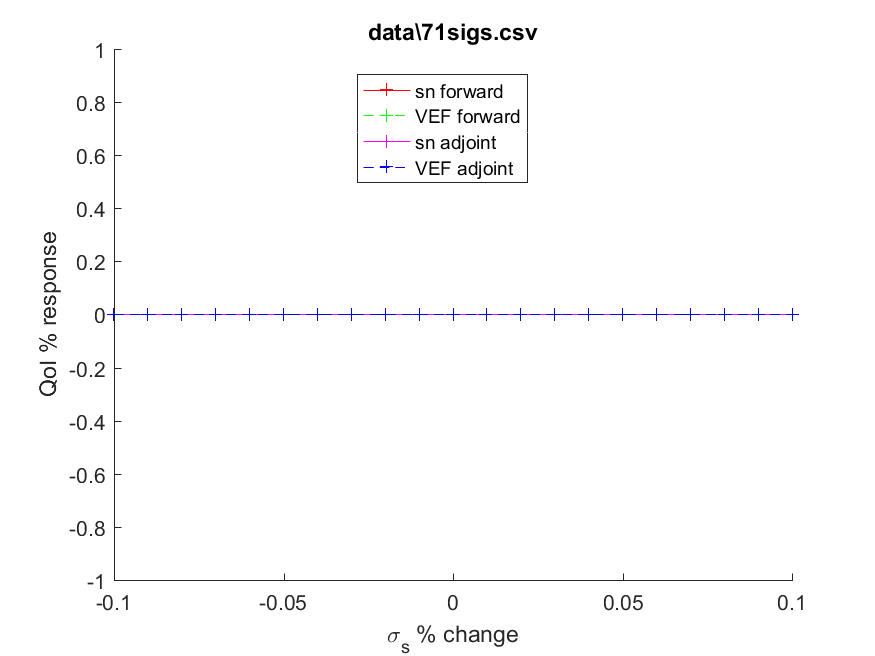 data\71sigs.csv
1
0.8
0.6
0.4
0.2
0
-0.2
-0.4
-0.6
-0.8
-1
QoI % response
sn forward
VEF forward
sn adjoint
VEF adjoint
-0.1
-0.05
0
0.05
0.1
σs % change